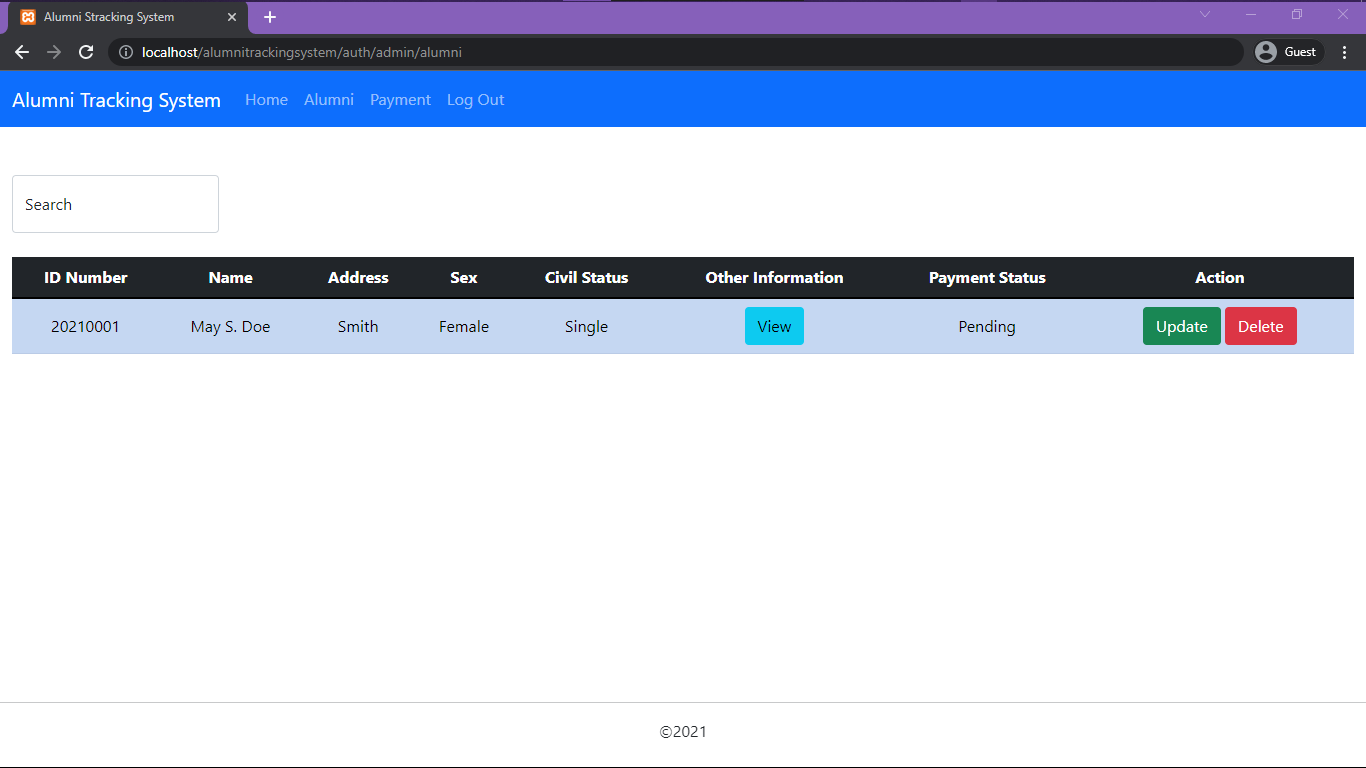 Alumni Stracking System
localhost/alumnitrackingsystem/auth/admin/alumni
Guest
Alumni Tracking System Home Alumni Payment Log Out
Search
ID Number Name Address Sex Civil Status Other Information Payment Status Action
20210001 May S. Doe Smith Female Single View Pending Update Delete
©2021